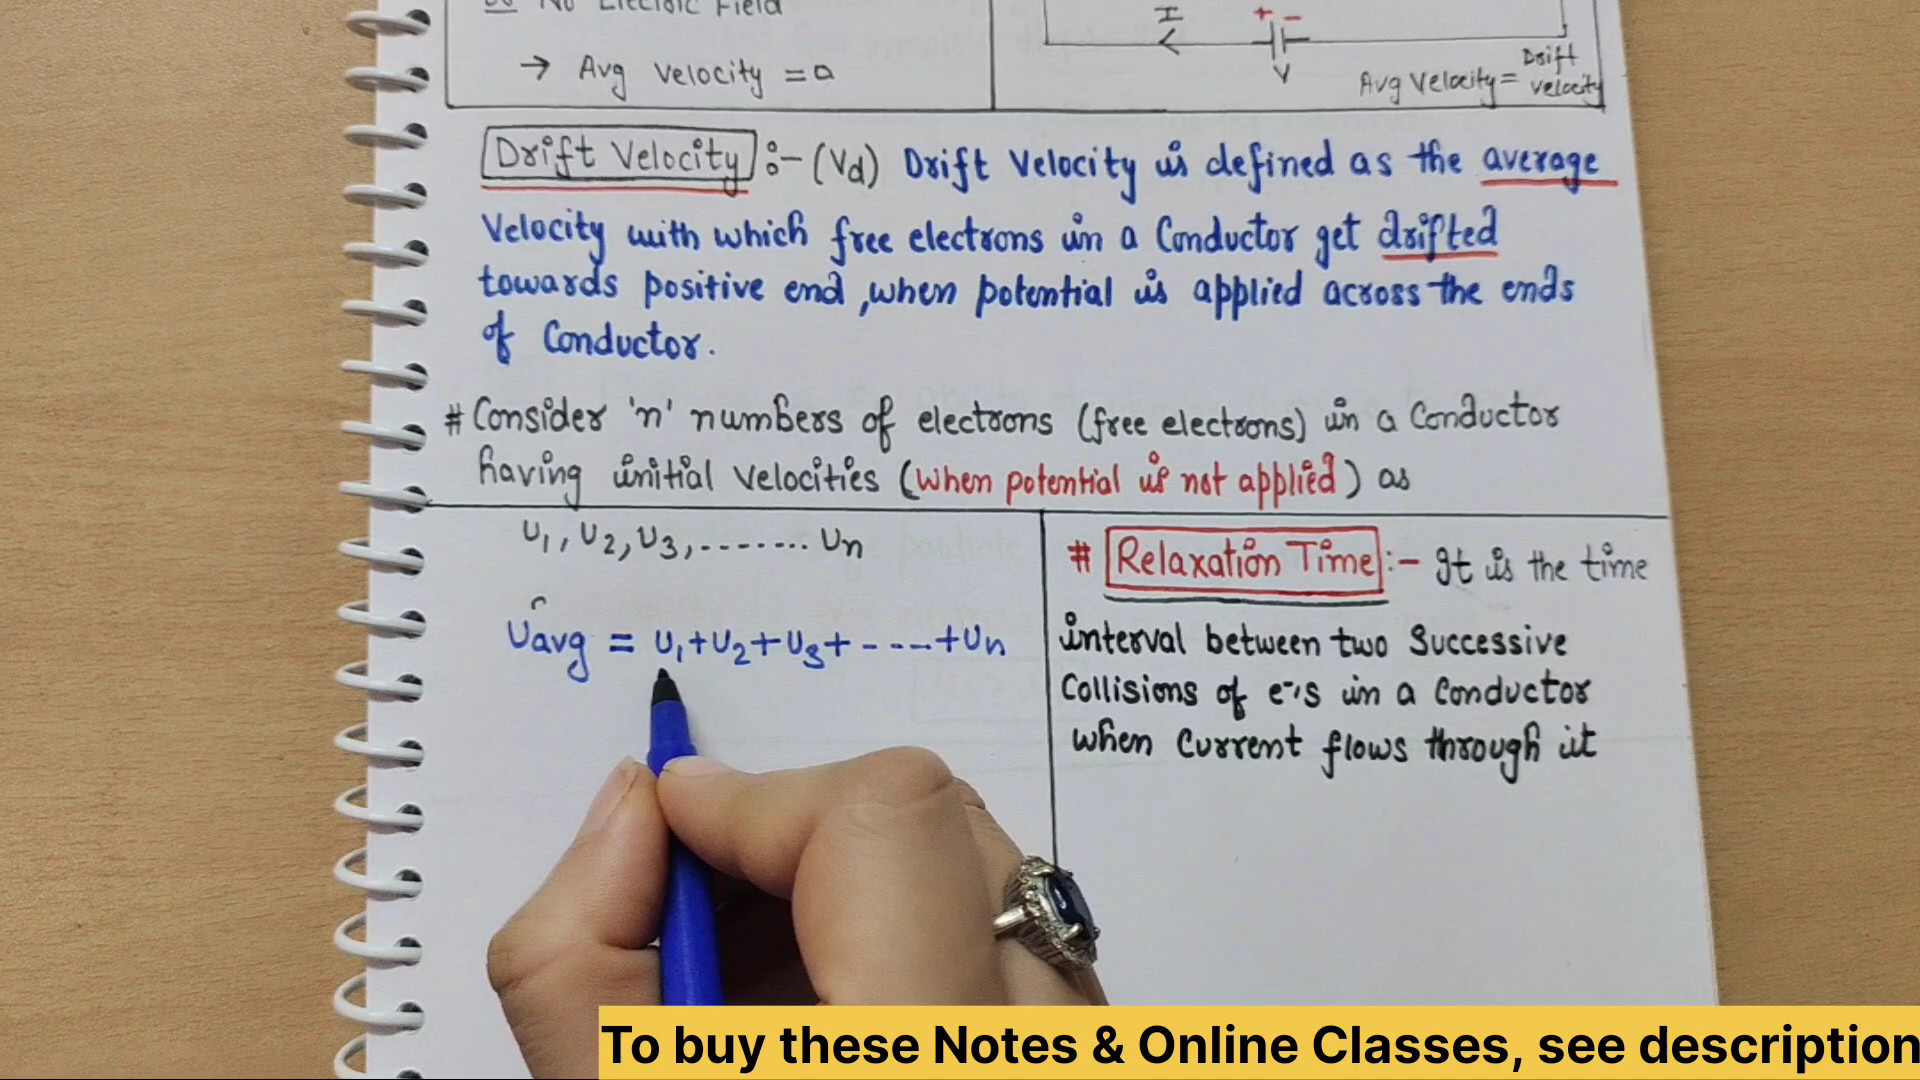 No Electric Field
→ Avg Velocity = 0
I
+ -
V
Avg Velocity = Drift velocity
Drift Velocity :- (Vd) Drift Velocity is defined as the average
Velocity with which free electrons in a Conductor get drifted
towards positive end, when potential is applied across the ends
of Conductor.
# Consider 'n' numbers of electrons (free electrons) in a Conductor
having initial velocities (when potential is not applied) as
U1, U2, U3, ........ Un
Uavg = U1+U2+U3+ ----+Un
# Relaxation Time :- It is the time
interval between two Successive
Collisions of e-'s in a Conductor
when Current flows through it
To buy these Notes & Online Classes, see description